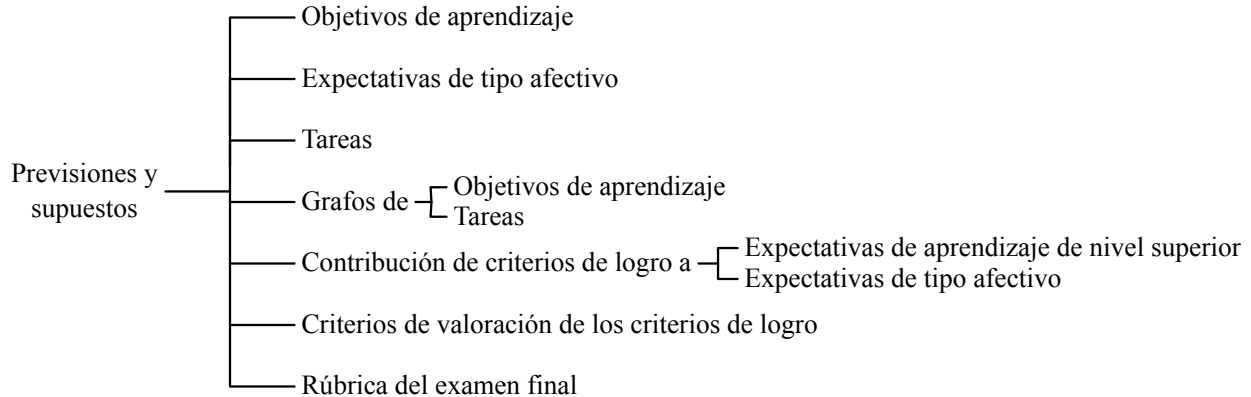 Previsiones y
supuestos
Objetivos de aprendizaje
Expectativas de tipo afectivo
Tareas
Grafos de
Objetivos de aprendizaje
Tareas
Contribución de criterios de logro a
Expectativas de aprendizaje de nivel superior
Expectativas de tipo afectivo
Criterios de valoración de los criterios de logro
Rúbrica del examen final